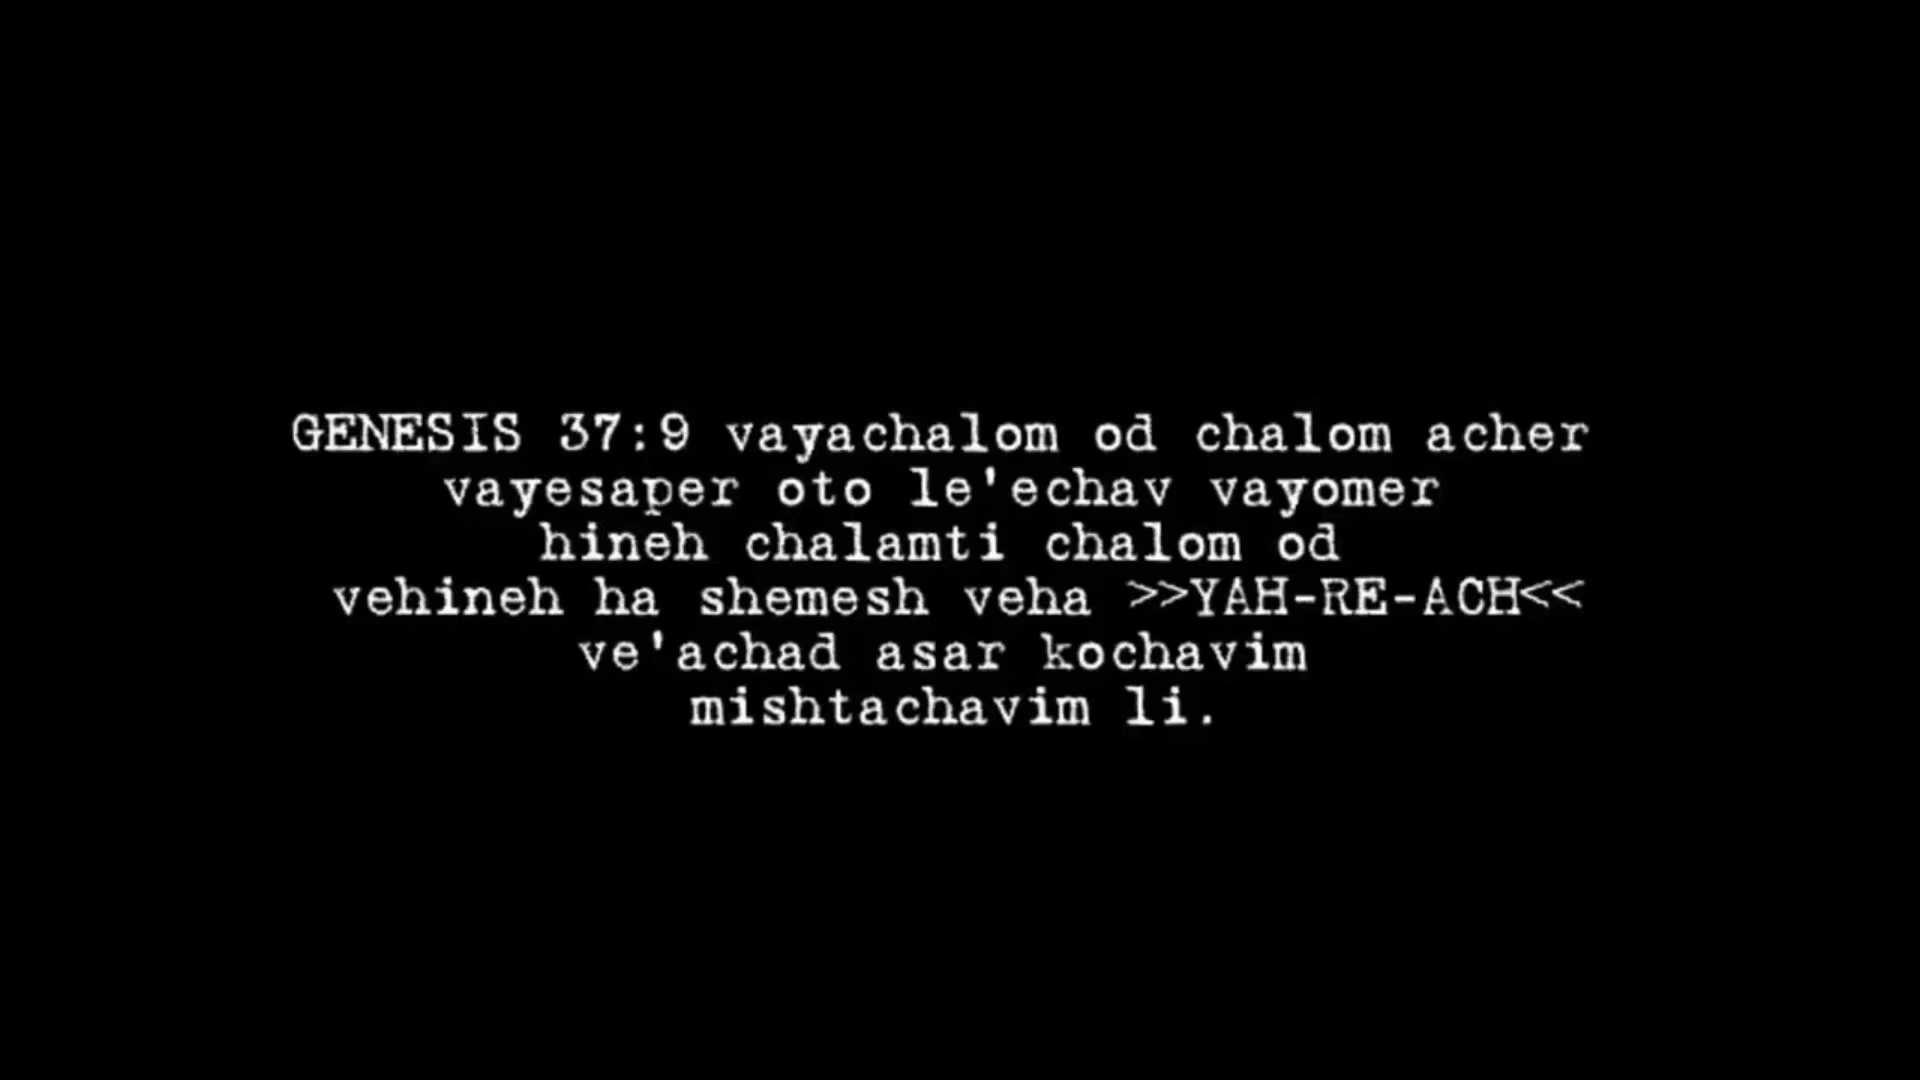 GENESIS 37:9 vayachalom od chalom acher
vayesaper oto le'echav vayomer
hineh chalamti chalom od
vehineh ha shemesh veha >>YAH-RE-ACH<<
ve'achad asar kochavim
mishtachavim li.